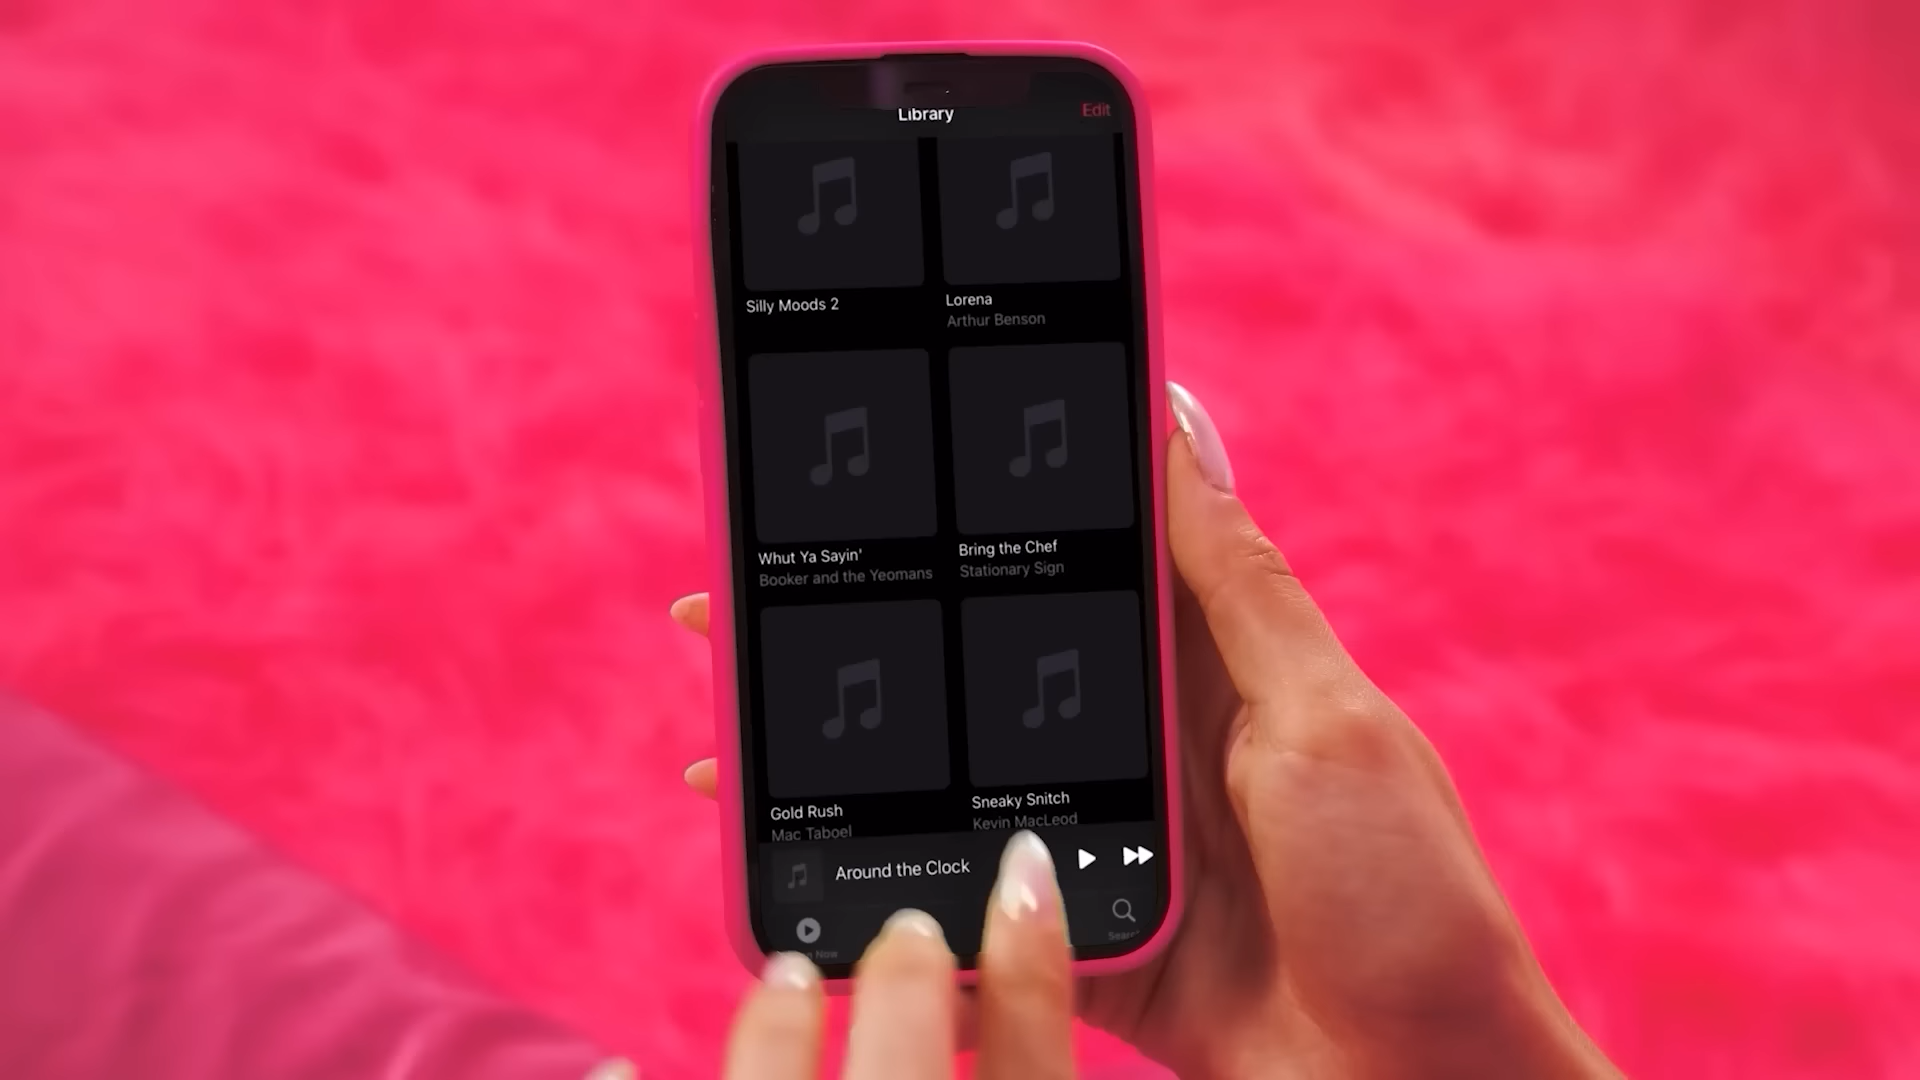 Library
Edit
Silly Moods 2
Lorena
Arthur Benson
Whut Ya Sayin'
Booker and the Yeomans
Bring the Chef
Stationary Sign
Gold Rush
Mac Taboel
Sneaky Snitch
Kevin MacLeod
Around the Clock
Now